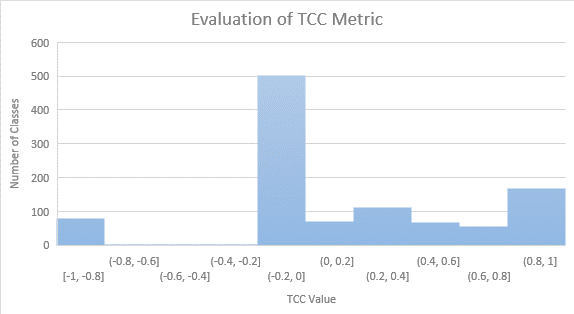 Evaluation of TCC Metric
600
500
400
300
200
100
0
Number of Classes
(-0.8, -0.6] (-0.4, -0.2] (0, 0.2] (0.4, 0.6] (0.8, 1]
[-1, -0.8] (-0.6, -0.4] (-0.2, 0] (0.2, 0.4] (0.6, 0.8]
TCC Value